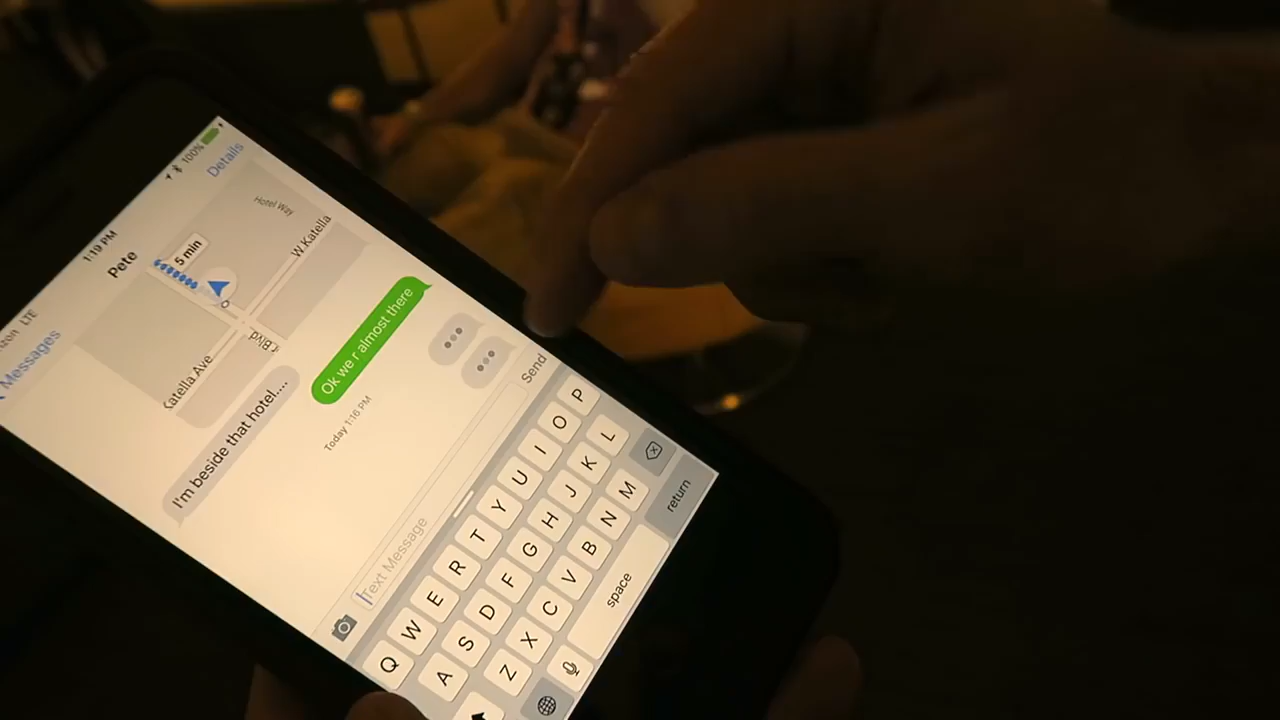 LTE
1:19 PM
100%
Messages
Pete
Details
5 min
Hotel Way
W.Katella
Katella Ave
I'm beside that hotel....
Ok we r almost there
Today 1:16 PM
•••
•••
Text Message
Send
Q W E R T Y U I O P
A S D F G H J K L
Z X C V B N M
space
return